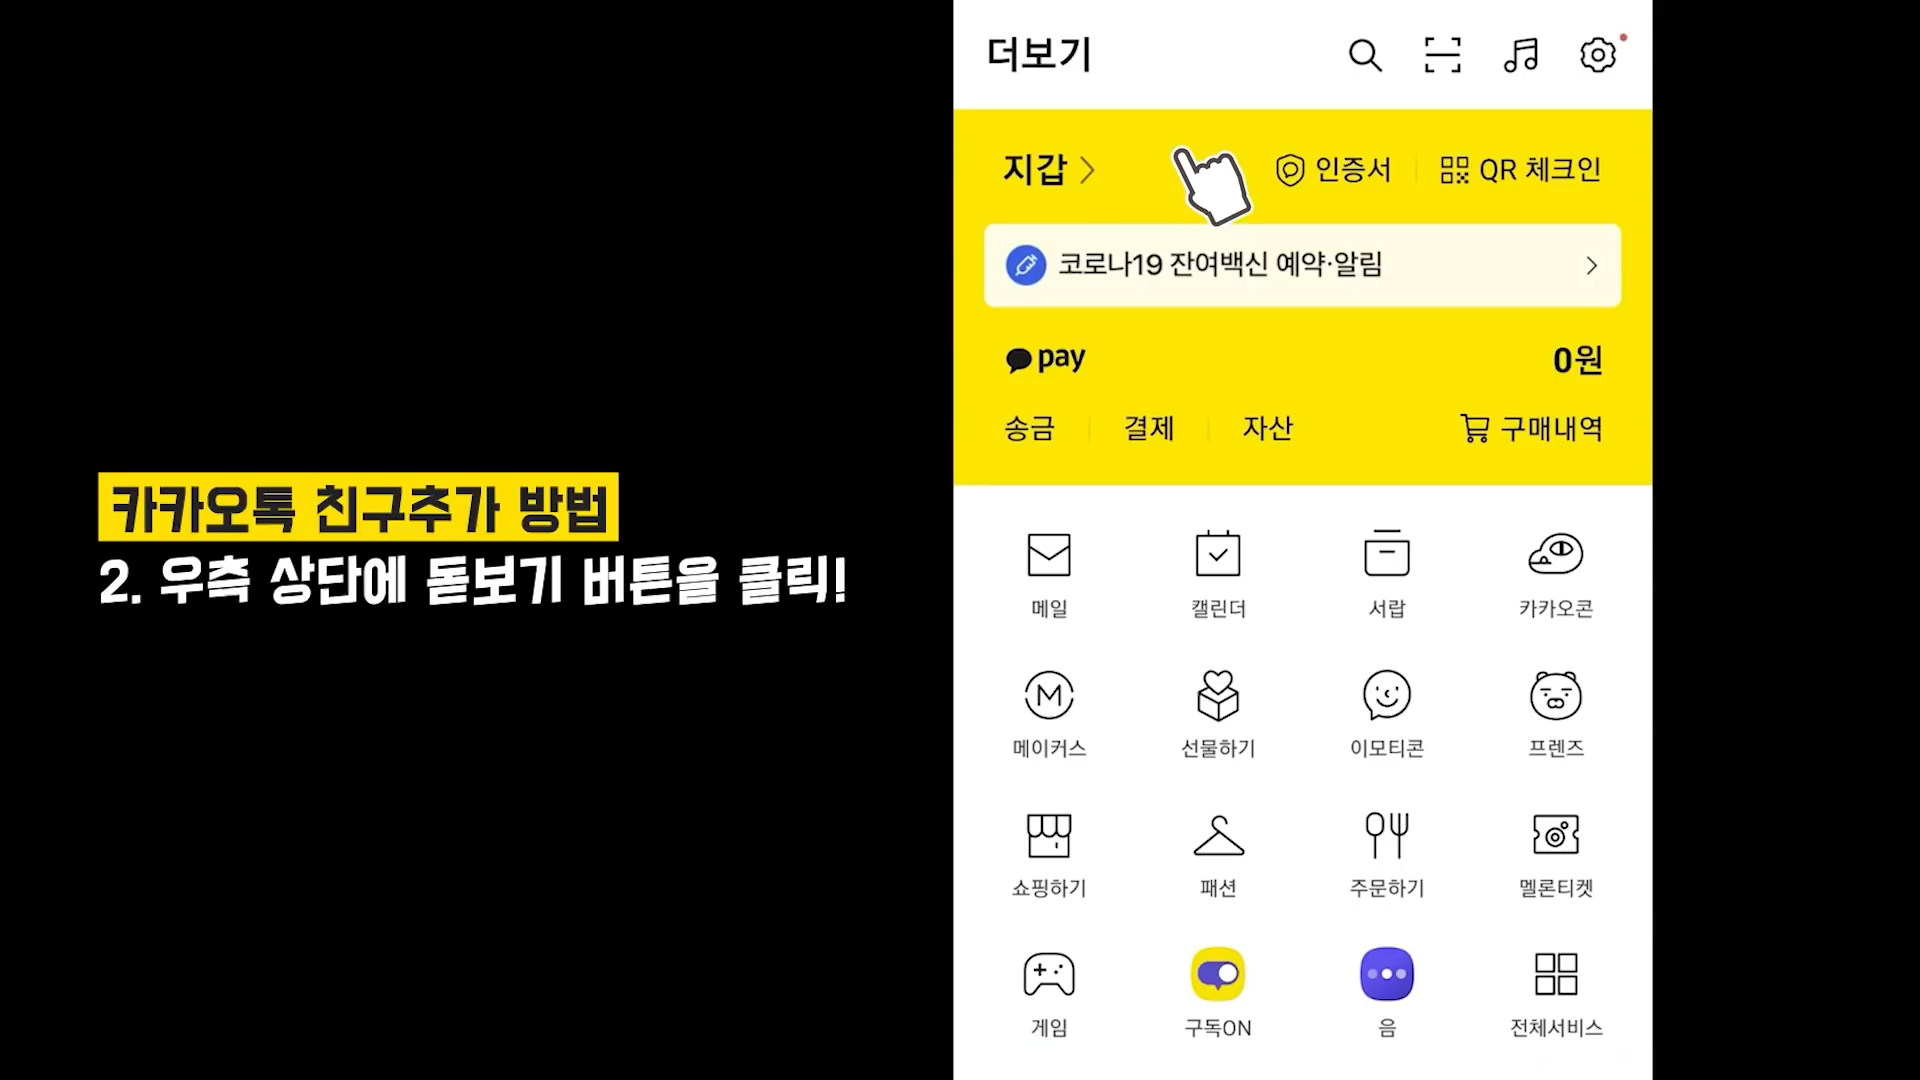 카카오톡 친구추가 방법
2. 우측 상단에 돋보기 버튼을 클릭!
더보기
지갑
인증서
QR 체크인
코로나19 잔여백신 예약·알림
pay
0원
송금
결제
자산
구매내역
메일
캘린더
서랍
카카오콘
메이커스
선물하기
이모티콘
프렌즈
쇼핑하기
패션
주문하기
멜론티켓
게임
구독ON
음
전체서비스